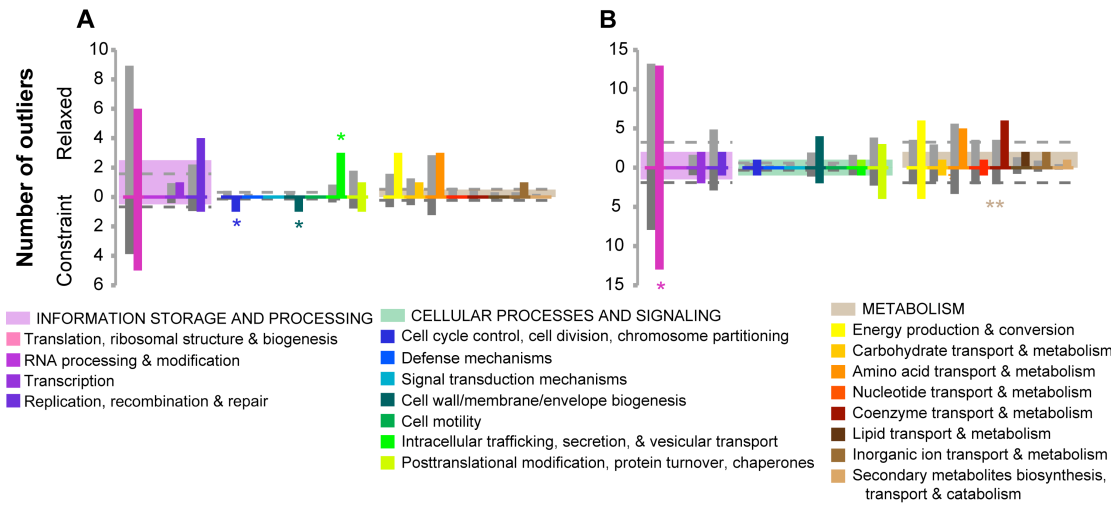 A
B
Number of outliers
Relaxed
Constraint
10
8
6
4
2
0
2
4
6
15
10
5
0
5
10
15
*
*
*
*
**
INFORMATION STORAGE AND PROCESSING
Translation, ribosomal structure & biogenesis
RNA processing & modification
Transcription
Replication, recombination & repair
CELLULAR PROCESSES AND SIGNALING
Cell cycle control, cell division, chromosome partitioning
Defense mechanisms
Signal transduction mechanisms
Cell wall/membrane/envelope biogenesis
Cell motility
Intracellular trafficking, secretion, & vesicular transport
Posttranslational modification, protein turnover, chaperones
METABOLISM
Energy production & conversion
Carbohydrate transport & metabolism
Amino acid transport & metabolism
Nucleotide transport & metabolism
Coenzyme transport & metabolism
Lipid transport & metabolism
Inorganic ion transport & metabolism
Secondary metabolites biosynthesis,
transport & catabolism